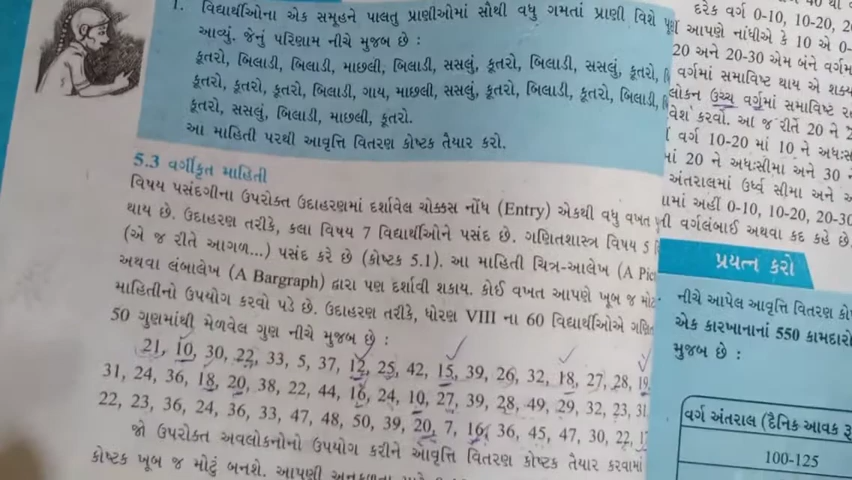 1. વિદ્યાર્થીઓના એક સમૂહને પાલતુ પ્રાણીઓમાં સૌથી વધુ ગમતાં પ્રાણી વિશે
આવ્યું. જેનું પરિણામ નીચે મુજબ છે :
કૂતરો, બિલાડી, બિલાડી, માછલી, બિલાડી, સસલું, કૂતરો, બિલાડી, સસલું, કૂતરો,
કૂતરો, કૂતરો, કૂતરો, બિલાડી, ગાય, માછલી, સસલું, કૂતરો, બિલાડી, કૂતરો, બિલાડી,
કૂતરો, સસલું, બિલાડી, માછલી, કૂતરો.
આ માહિતી પરથી આવૃત્તિ વિતરણ કોષ્ટક તૈયાર કરો.
5.3 વર્ગીકૃત માહિતી
વિષય પસંદગીના ઉપરોક્ત ઉદાહરણમાં દર્શાવેલ ચોક્કસ નોંધ (Entry) એકથી વધુ વખત
થાય છે. ઉદાહરણ તરીકે, કલા વિષય 7 વિદ્યાર્થીઓને પસંદ છે. ગણિતશાસ્ત્ર વિષય 5
(એ જ રીતે આગળ...) પસંદ કરે છે (કોષ્ટક 5.1). આ માહિતી ચિત્ર-આલેખ (A Pic
અથવા લંબાલેખ (A Bargraph) દ્વારા પણ દર્શાવી શકાય. કોઈ વખત આપણે ખૂબ જ મોટ
માહિતીનો ઉપયોગ કરવો પડે છે. ઉદાહરણ તરીકે, ધોરણ VIII ના 60 વિદ્યાર્થીઓએ ગણિત
50 ગુણમાંથી મેળવેલ ગુણ નીચે મુજબ છે :
21, 10, 30, 22, 33, 5, 37, 12, 25, 42, 15, 39, 26, 32, 18, 27, 28, 19,
31, 24, 36, 18, 20, 38, 22, 44, 16, 24, 10, 27, 39, 28, 49, 29, 32, 23, 31
22, 23, 36, 24, 36, 33, 47, 48, 50, 39, 20, 7, 16, 36, 45, 47, 30, 22, 1
જો ઉપરોક્ત અવલોકનોનો ઉપયોગ કરીને આવૃત્તિ વિતરણ કોષ્ટક તૈયાર કરવામાં
કોષ્ટક ખૂબ જ મોટું બનશે. આપણી
દરેક વર્ગ 0-10, 10-20, 2
આપણે નાંધીએ કે 10 એ 0-
20 અને 20-30 એમ બંને વર્ગમ
વર્ગમાં સમાવિષ્ટ થાય એ શક્ય
ઉચ્ચ વર્ગમાં સમાવિષ્ટ
કરવો. આ જ રીતે 20 ને 2
વર્ગ 10-20 માં 10 ને અધઃસ
20 ને અધઃસીમા અને 30
અંતરાલમાં ઉર્ધ્વ સીમા અને
અહીં 0-10, 10-20, 20-30
વર્ગલંબાઈ અથવા કદ કહે છે.
પ્રયત્ન કરો
નીચે આપેલ આવૃત્તિ વિતરણ કો
એક કારખાનાનાં 550 કામદારો
મુજબ છે :
વર્ગ અંતરાલ (દૈનિક આવક રૂ
100-125